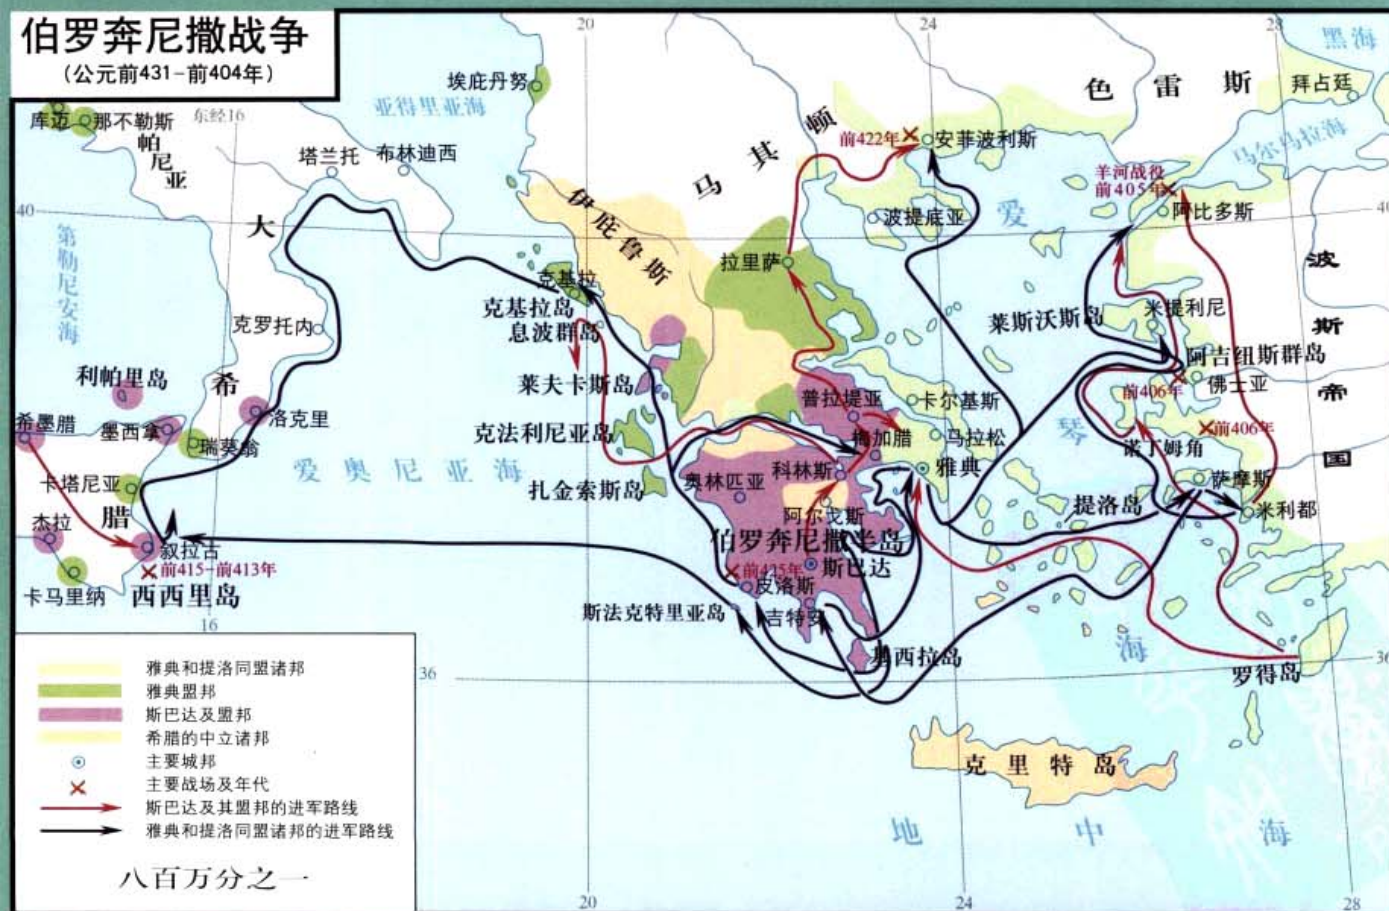 伯罗奔尼撒战争
(公元前431-前404年)
20
24
28
黑海
埃庇丹努
亚得里亚海
色雷斯
拜占廷
库迈
那不勒斯
东经16
帕尼亚
塔兰托
布林迪西
马其顿
前422年
安菲波利斯
马尔马拉海
羊河战役
前405年
阿比多斯
40
40
第勒尼安海
大希腊
伊庇鲁斯
波提底亚
爱琴海
波斯帝国
拉里萨
克基拉
克基拉岛
息波群岛
克罗托内
莱斯沃斯岛
米提利尼
阿吉纽斯群岛
利帕里岛
莱夫卡斯岛
普拉提亚
卡尔基斯
前406年
佛士亚
希墨腊
墨西拿
洛克里
瑞葵翁
克法利尼亚岛
梅加腊
马拉松
前406年
诺丁姆角
爱奥尼亚海
科林斯
雅典
卡塔尼亚
扎金索斯岛
奥林匹亚
萨摩斯
提洛岛
米利都
杰拉
阿尔戈斯
叙拉古
伯罗奔尼撒半岛
前415-前413年
前425年
斯巴达
卡马里纳
西西里岛
皮洛斯
斯法克特里亚岛
吉特安
16
基西拉岛
罗得岛
36
36
克里特岛
地中海
雅典和提洛同盟诸邦
雅典盟邦
斯巴达及盟邦
希腊的中立诸邦
主要城邦
主要战场及年代
斯巴达及其盟邦的进军路线
雅典和提洛同盟诸邦的进军路线
八百万分之一
20
24
28